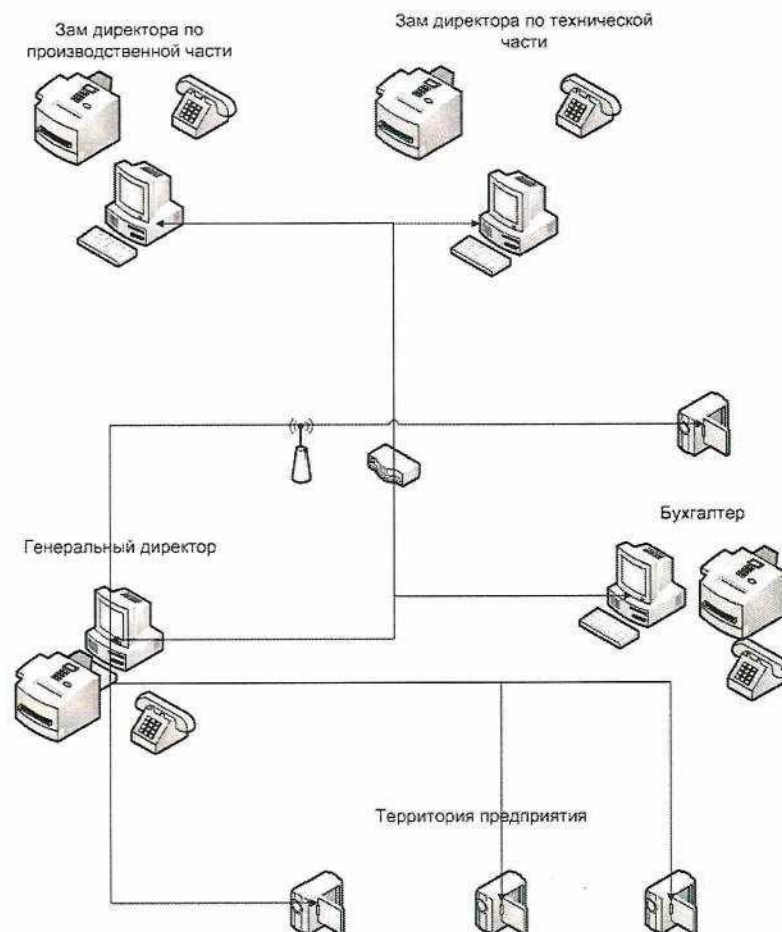 Зам директора по
производственной части
Зам директора по технической
части
Бухгалтер
Генеральный директор
Территория предприятия